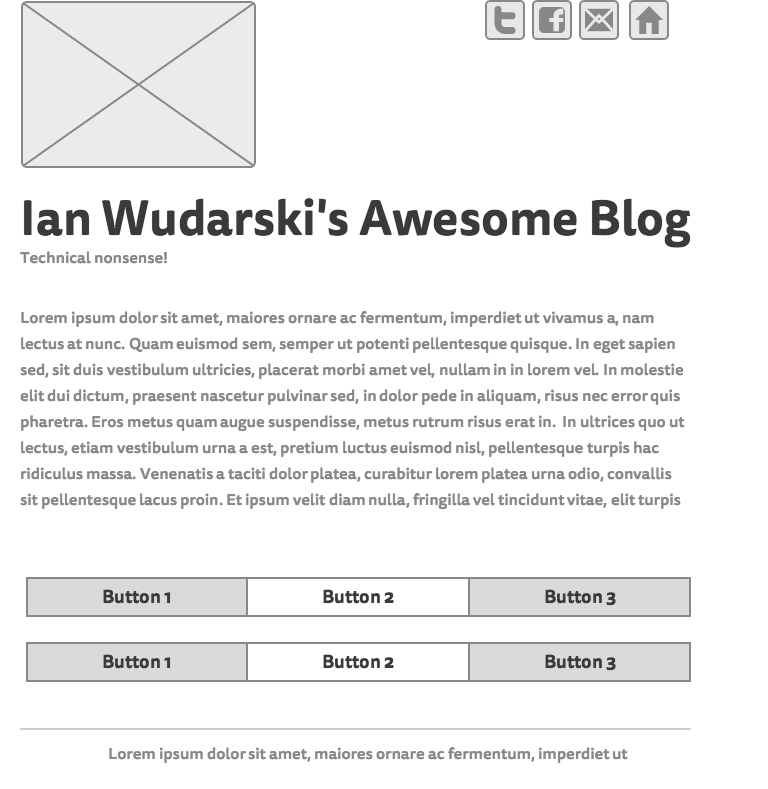 Ian Wudarski's Awesome Blog
Technical nonsense!
Lorem ipsum dolor sit amet, maiores ornare ac fermentum, imperdiet ut vivamus a, nam
lectus at nunc. Quam euismod sem, semper ut potenti pellentesque quisque. In eget sapien
sed, sit duis vestibulum ultricies, placerat morbi amet vel, nullam in in lorem vel. In molestie
elit dui dictum, praesent nascetur pulvinar sed, in dolor pede in aliquam, risus nec error quis
pharetra. Eros metus quam augue suspendisse, metus rutrum risus erat in.  In ultrices quo ut
lectus, etiam vestibulum urna a est, pretium luctus euismod nisl, pellentesque turpis hac
ridiculus massa. Venenatis a taciti dolor platea, curabitur lorem platea urna odio, convallis
sit pellentesque lacus proin. Et ipsum velit diam nulla, fringilla vel tincidunt vitae, elit turpis
Button 1 Button 2 Button 3
Button 1 Button 2 Button 3
Lorem ipsum dolor sit amet, maiores ornare ac fermentum, imperdiet ut